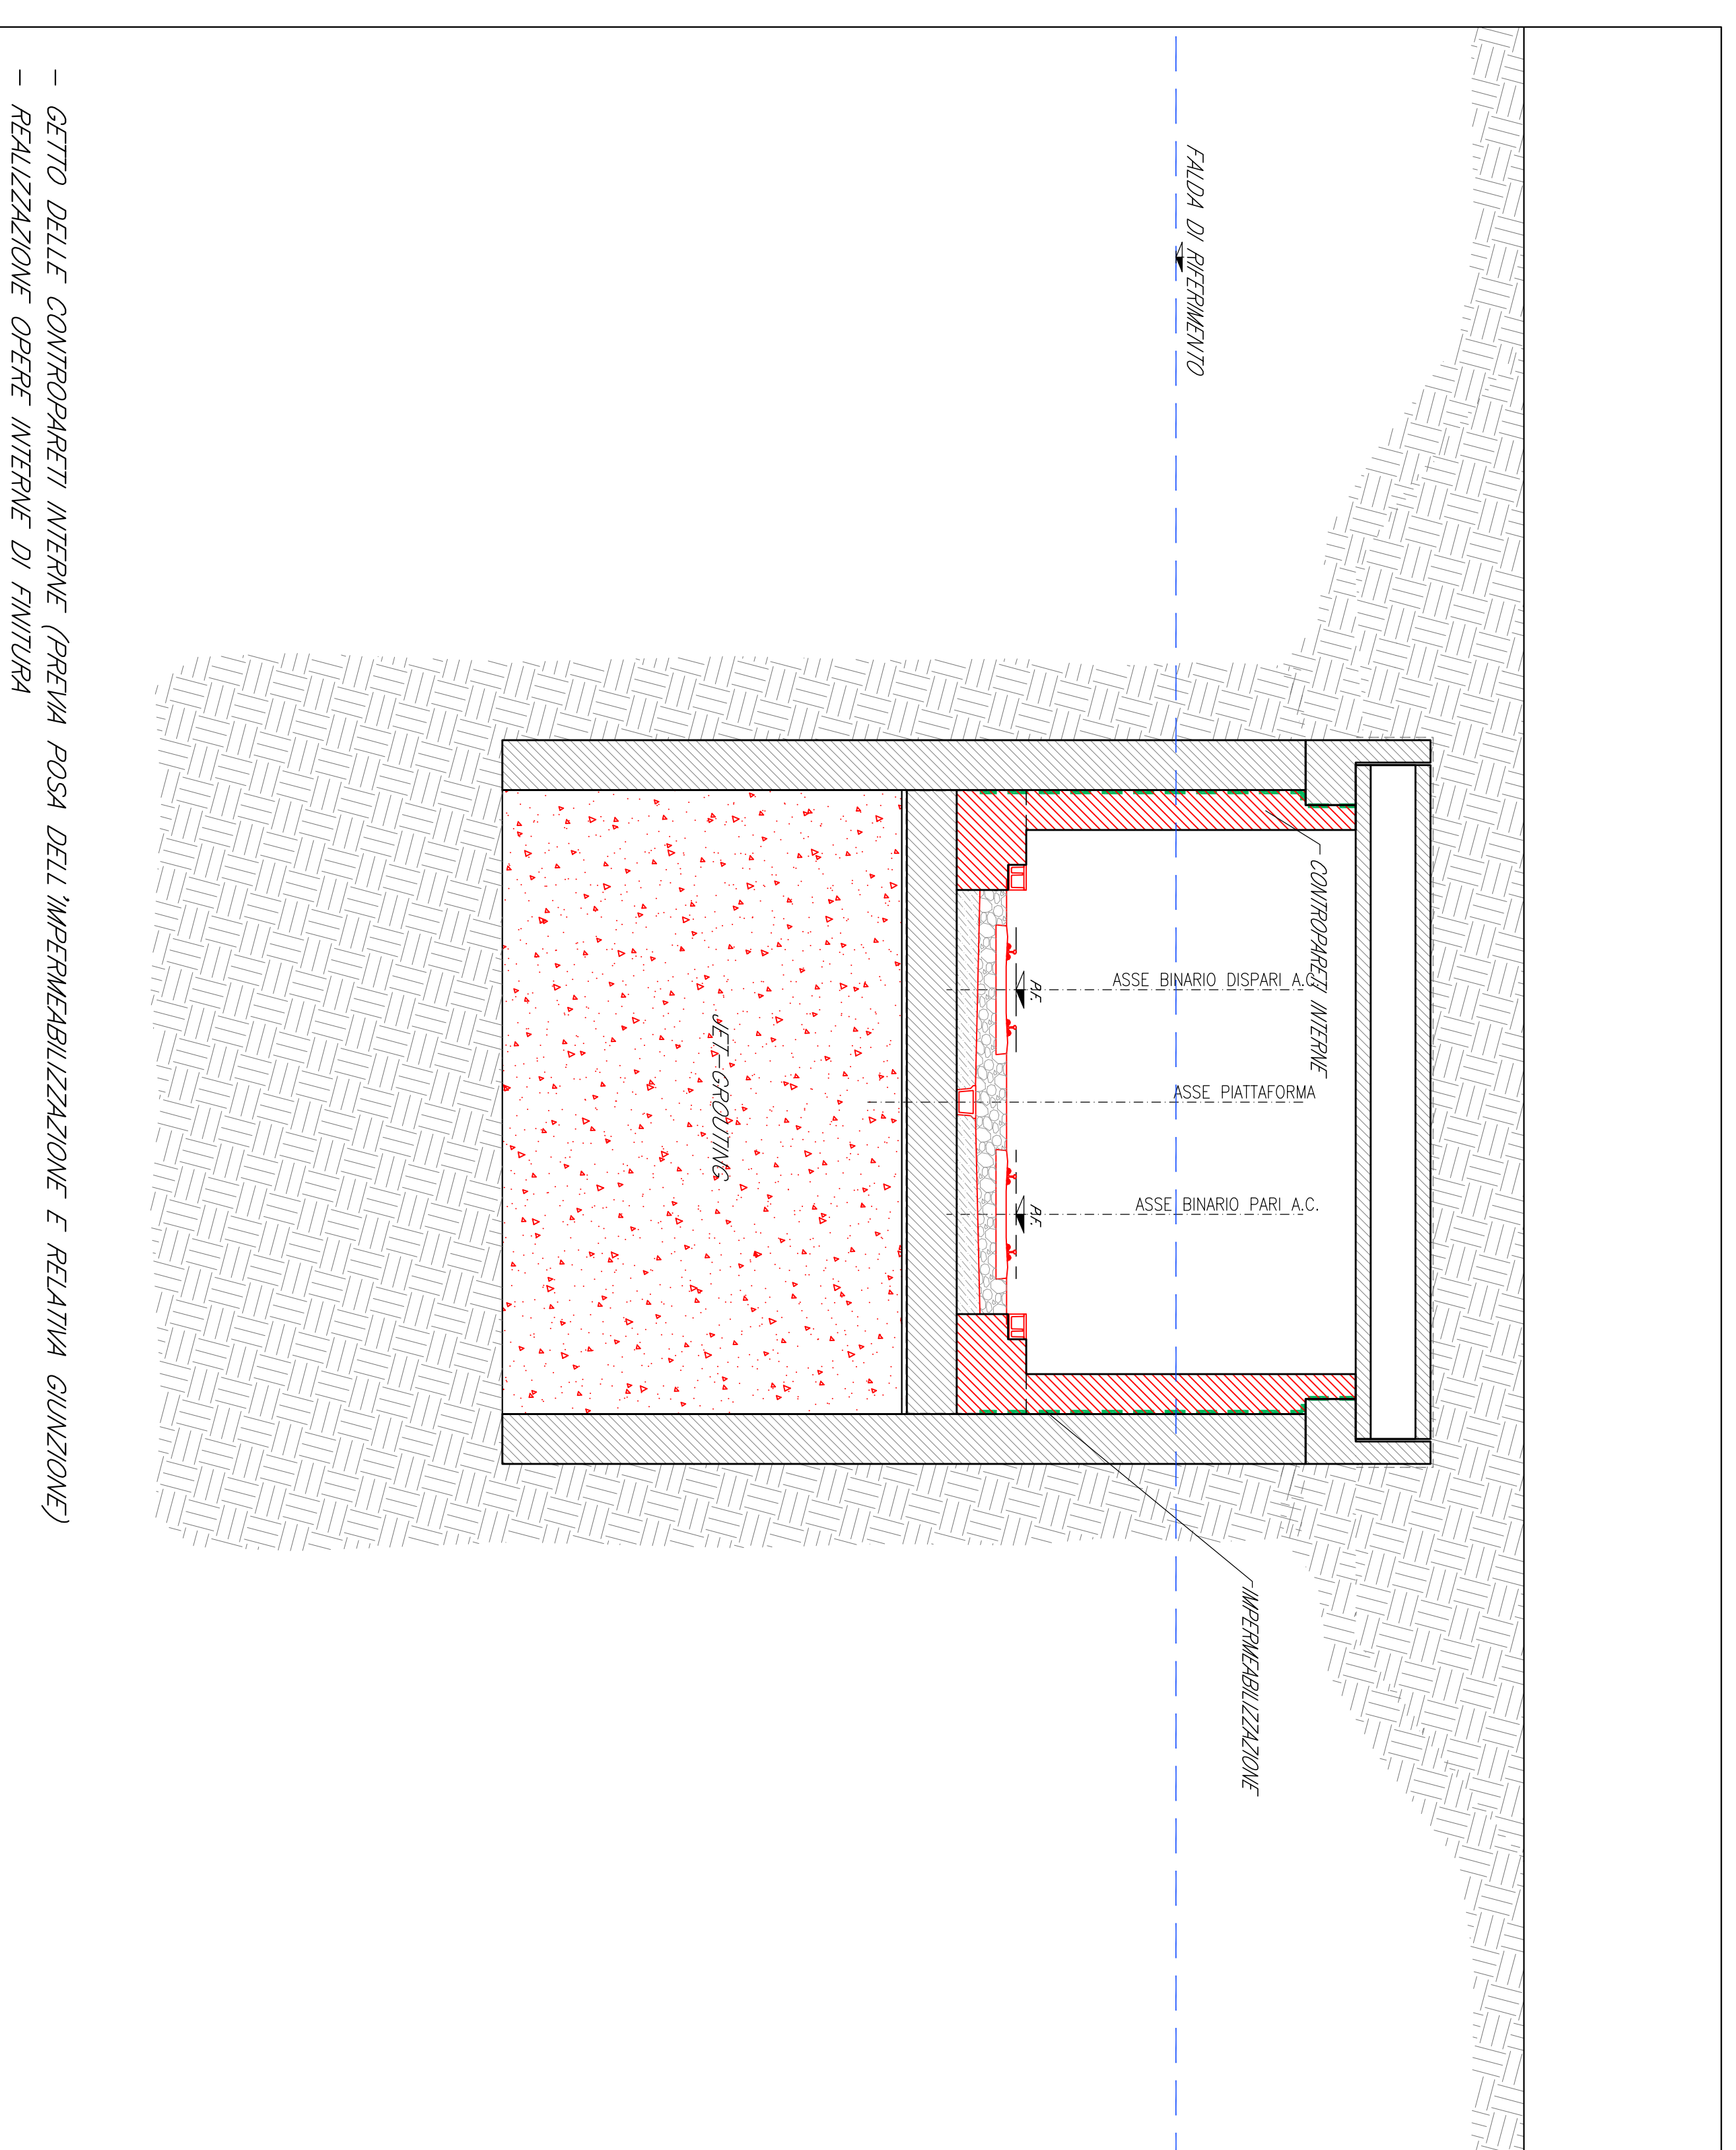 FALDA DI RIFERIMENTO
CONTROPARETI INTERNE
ASSE BINARIO DISPARI A.C.
ASSE PIATTAFORMA
ASSE BINARIO PARI A.C.
P.F.
P.F.
IMPERMEABILIZZAZIONE
JET-GROUTING
- GETTO DELLE CONTROPARETI INTERNE (PREVIA POSA DELL'IMPERMEABILIZZAZIONE E RELATIVA GIUNZIONE)
- REALIZZAZIONE OPERE INTERNE DI FINITURA